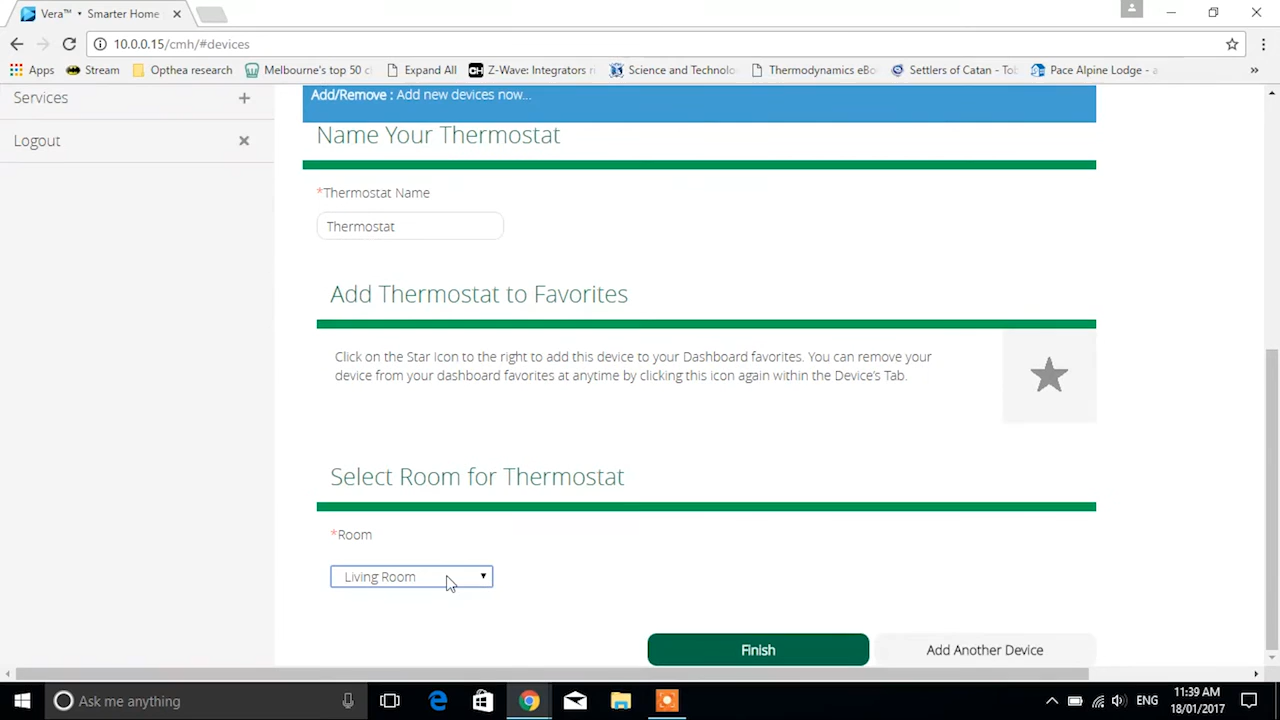 Vera™ • Smarter Home
10.0.0.15/cmh/#devices
Apps Stream Opthea research Melbourne's top 50 c Expand All Z-Wave: Integrators Science and Technolo Thermodynamics eBo Settlers of Catan - Tob Pace Alpine Lodge - a »
Services +
Logout ×
Add/Remove : Add new devices now...
Name Your Thermostat
*Thermostat Name
Thermostat
Add Thermostat to Favorites
Click on the Star Icon to the right to add this device to your Dashboard favorites. You can remove your
device from your dashboard favorites at anytime by clicking this icon again within the Device's Tab.
Select Room for Thermostat
*Room
Living Room
Finish Add Another Device
Ask me anything
ENG
11:39 AM
18/01/2017